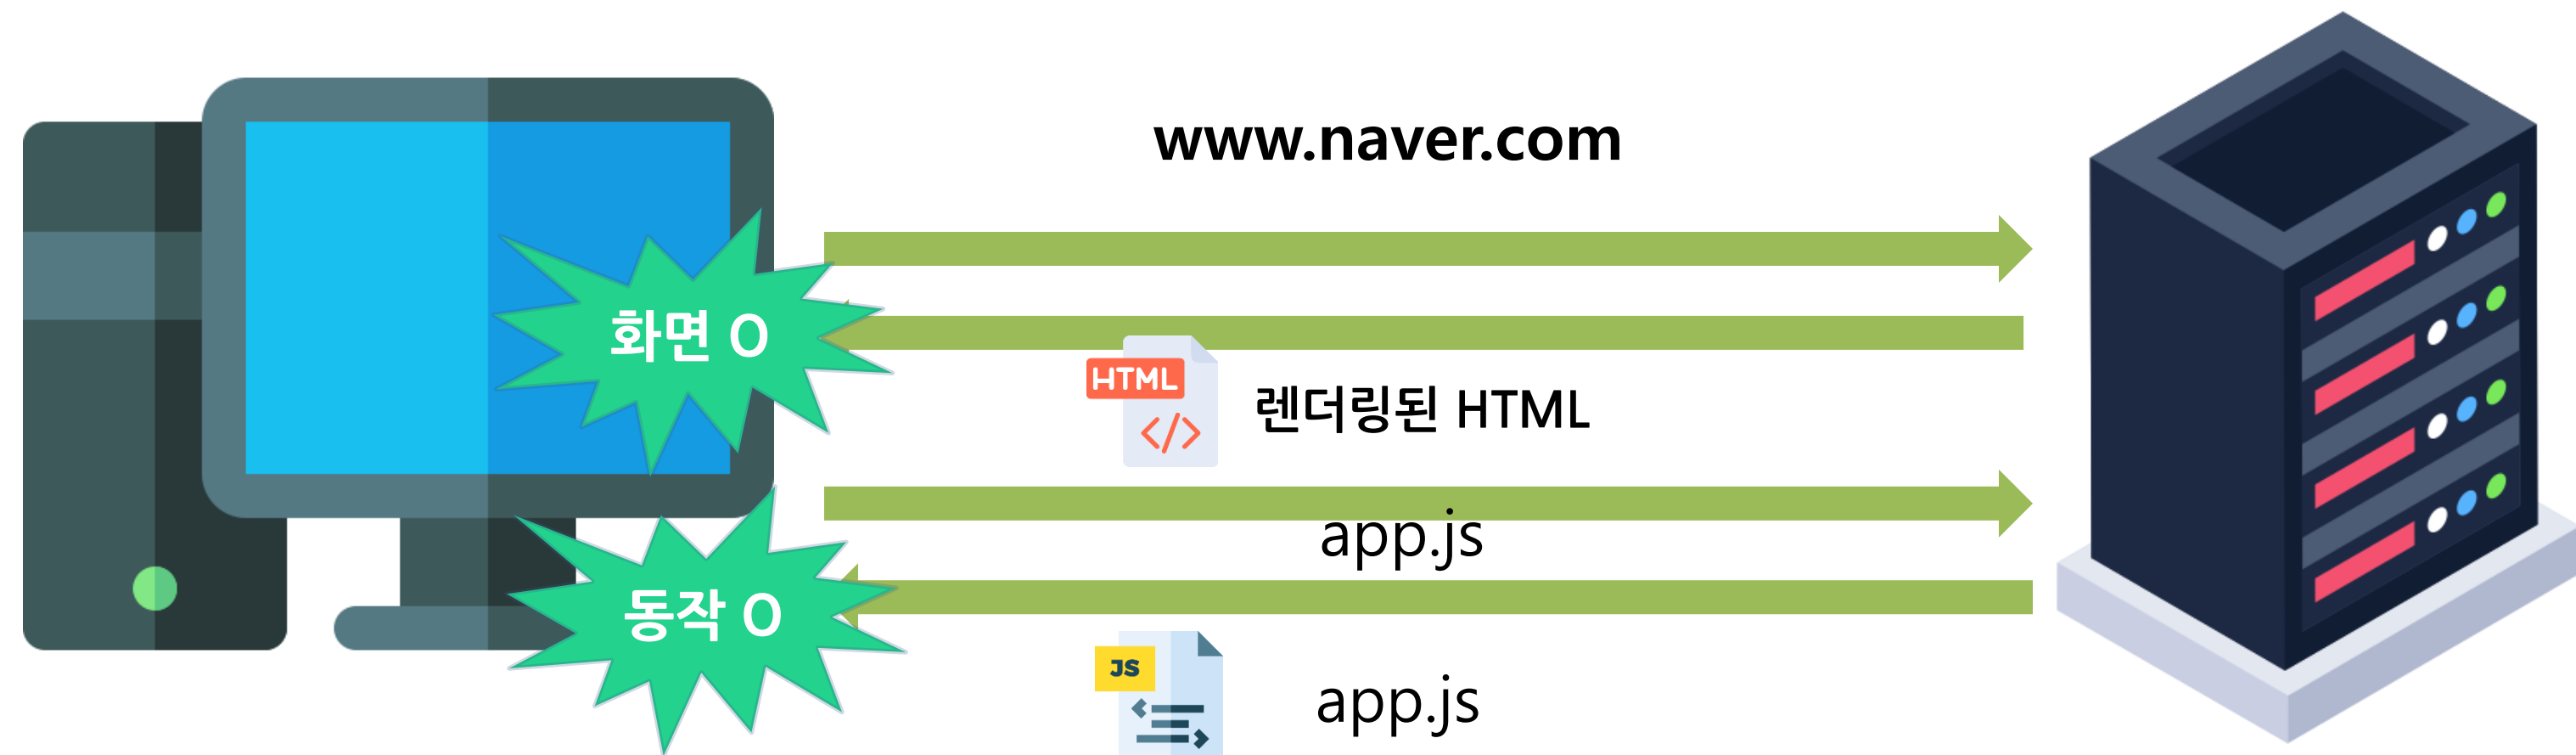 www.naver.com
화면 O
HTML
</>
렌더링된 HTML
app.js
동작 O
JS
app.js